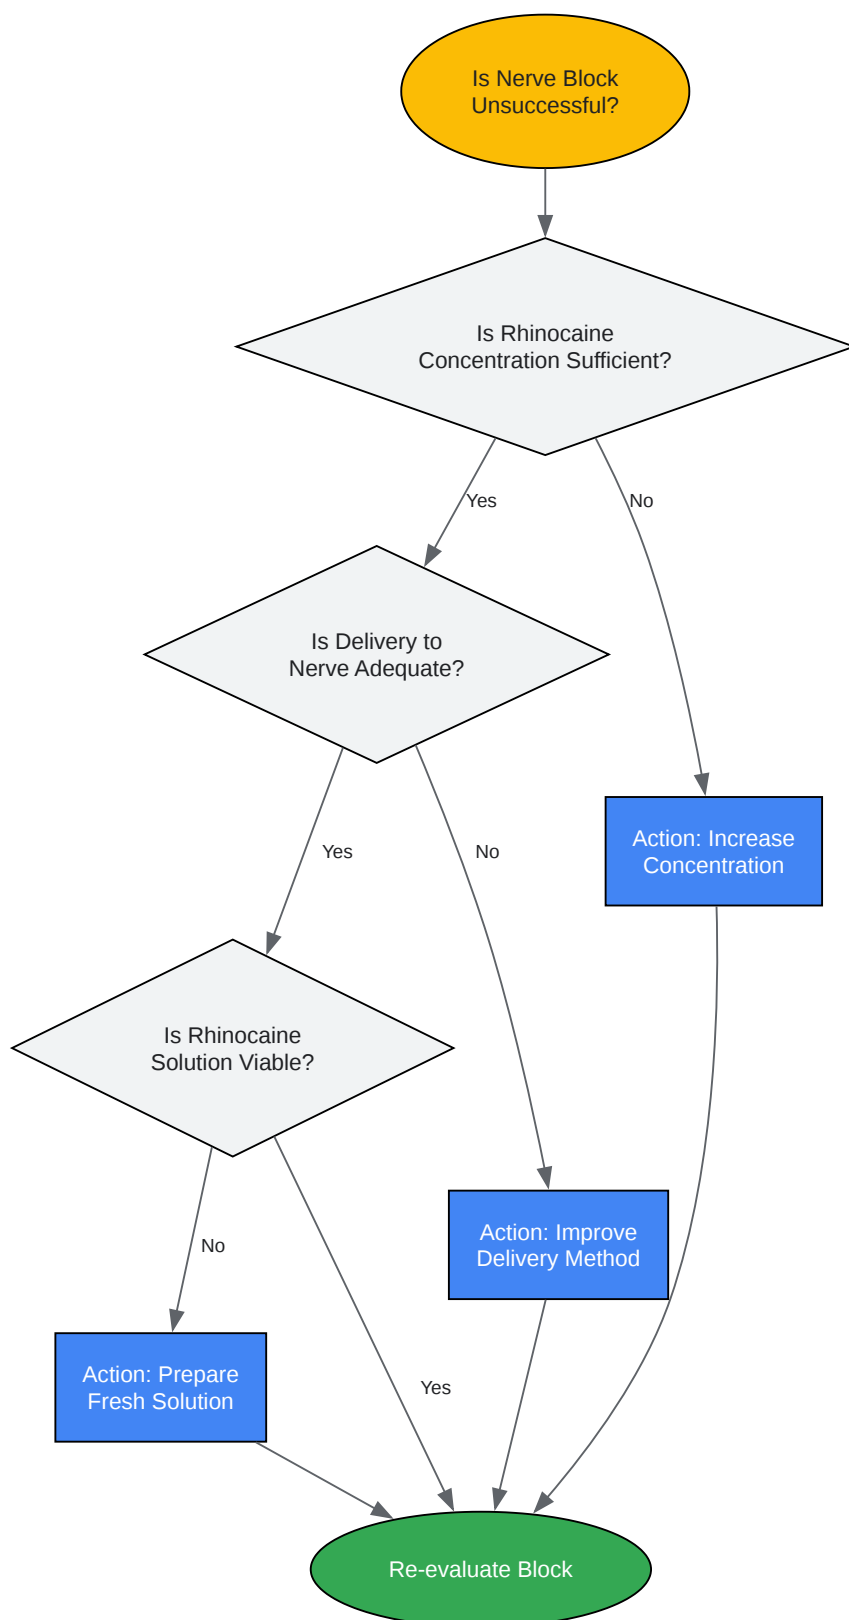 Is Nerve Block
Unsuccessful?
Is Rhinocaine
Concentration Sufficient?
Yes
No
Is Delivery to
Nerve Adequate?
Action: Increase
Concentration
Yes
No
Is Rhinocaine
Solution Viable?
Action: Improve
Delivery Method
No
Action: Prepare
Fresh Solution
Yes
Re-evaluate Block